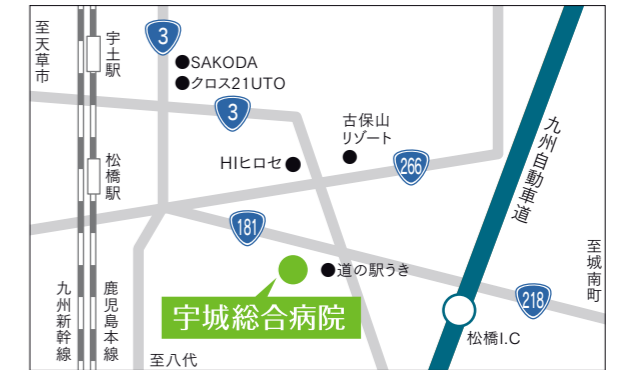 至天草市
宇土駅
3
SAKODA
クロス21UTO
3
古保山
リゾート
HIヒロセ
266
九州自動車道
松橋駅
181
道の駅うき
至城南町
218
宇城総合病院
松橋I.C
九州新幹線
鹿児島本線
至八代